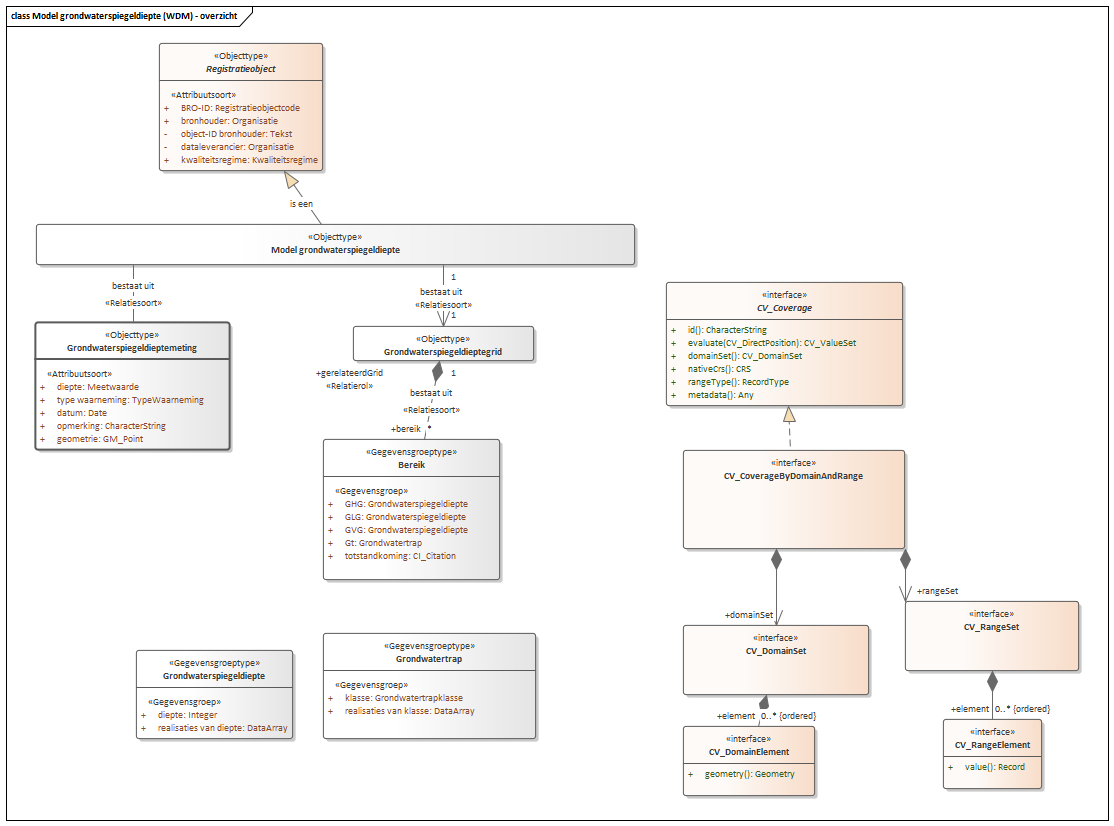 class Model grondwaterspiegeldiepte (WDM) - overzicht
«Objecttype»
Registratieobject
«Attribuutsoort»
+ BRO-ID: Registratieobjectcode
+ bronhouder: Organisatie
- object-ID bronhouder: Tekst
- dataleverancier: Organisatie
+ kwaliteitsregime: Kwaliteitsregime
is een
«Objecttype»
Model grondwaterspiegeldiepte
bestaat uit
«Relatiesoort»
1
bestaat uit
«Relatiesoort»
1
«Objecttype»
Grondwaterspiegeldieptemeting
«Attribuutsoort»
+ diepte: Meetwaarde
+ type waarneming: TypeWaarneming
+ datum: Date
+ opmerking: CharacterString
+ geometrie: GM_Point
«Objecttype»
Grondwaterspiegeldieptegrid
+gerelateerdGrid
«Relatierol»
1
bestaat uit
«Relatiesoort»
+bereik *
«Gegevensgroeptype»
Bereik
«Gegevensgroep»
+ GHG: Grondwaterspiegeldiepte
+ GLG: Grondwaterspiegeldiepte
+ GVG: Grondwaterspiegeldiepte
+ Gt: Grondwatertrap
+ totstandkoming: CI_Citation
«Gegevensgroeptype»
Grondwaterspiegeldiepte
«Gegevensgroep»
+ diepte: Integer
+ realisaties van diepte: DataArray
«Gegevensgroeptype»
Grondwatertrap
«Gegevensgroep»
+ klasse: Grondwatertrapklasse
+ realisaties van klasse: DataArray
«interface»
CV_Coverage
+ id(): CharacterString
+ evaluate(CV_DirectPosition): CV_ValueSet
+ domainSet(): CV_DomainSet
+ nativeCrs(): CRS
+ rangeType(): RecordType
+ metadata(): Any
«interface»
CV_CoverageByDomainAndRange
+domainSet
+rangeSet
«interface»
CV_DomainSet
«interface»
CV_RangeSet
+element 0..* {ordered}
«interface»
CV_DomainElement
+ geometry(): Geometry
+element 0..* {ordered}
«interface»
CV_RangeElement
+ value(): Record